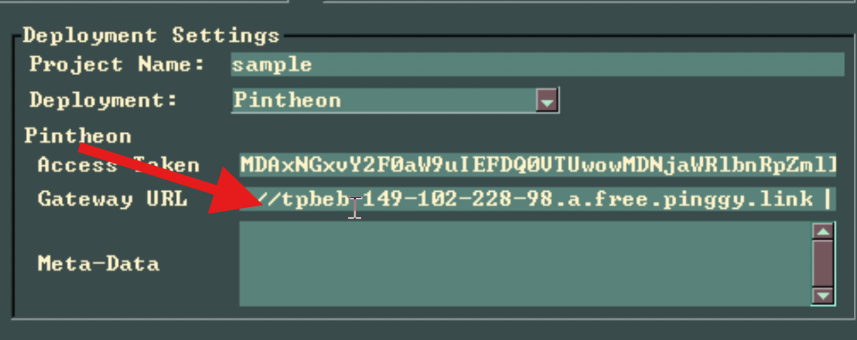 Deployment Settings
Project Name: sample
Deployment: Pintheon
Pintheon
Access Token
Gateway URL //tpbeb-149-102-228-98.a.free.pinggy.link
Meta-Data